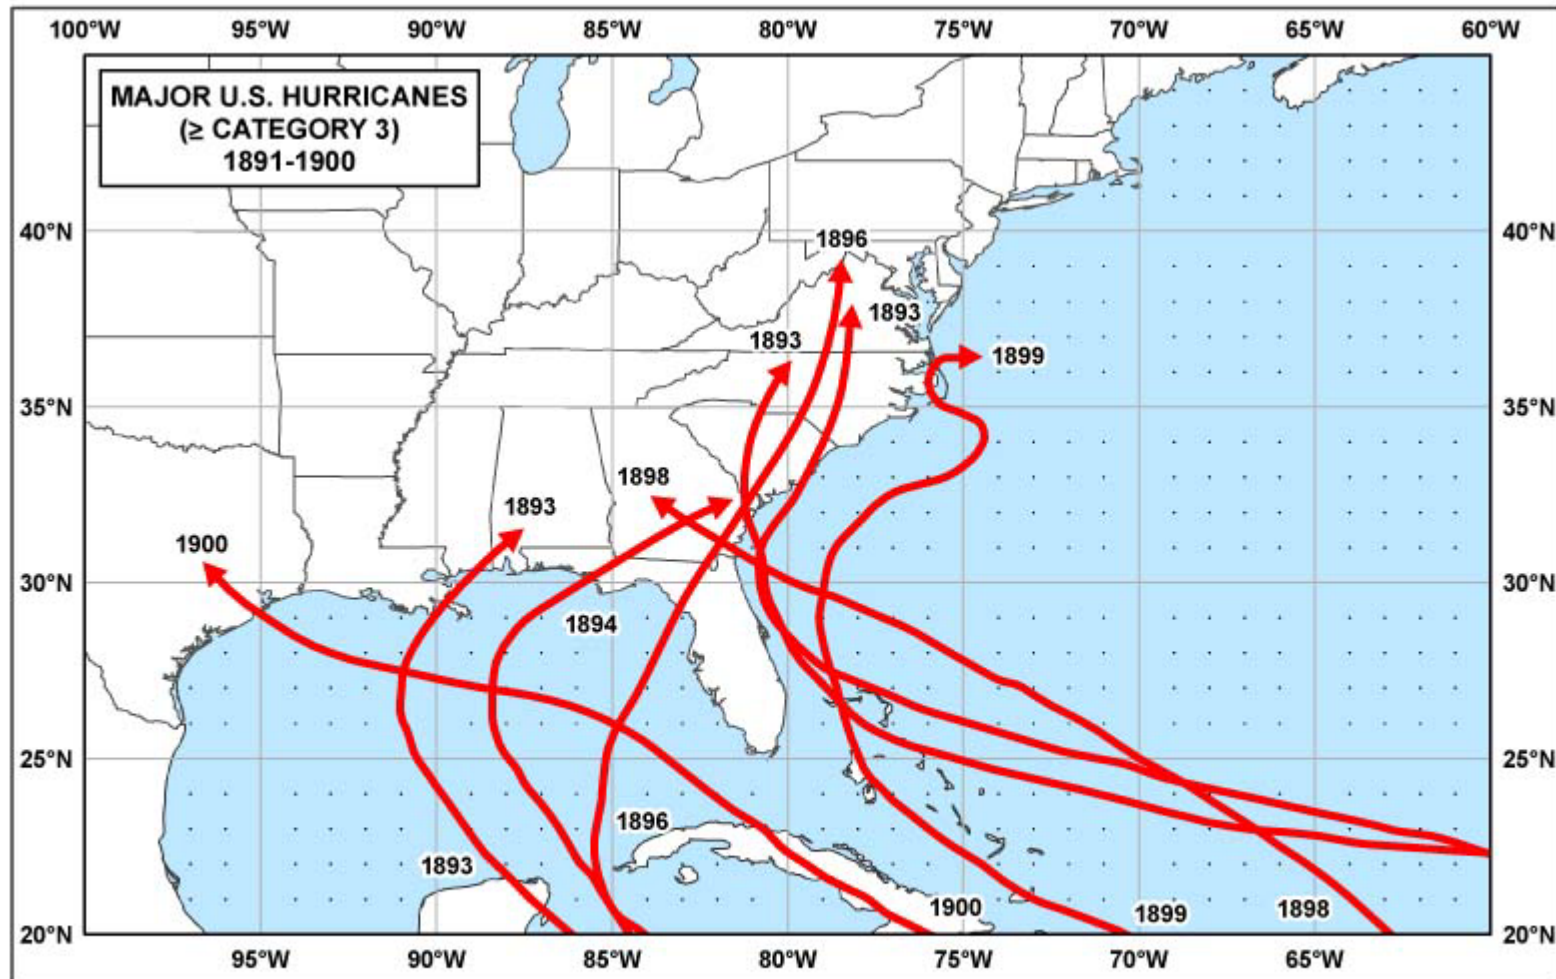 100°W 95°W 90°W 85°W 80°W 75°W 70°W 65°W 60°W
MAJOR U.S. HURRICANES
(≥ CATEGORY 3)
1891-1900
40°N 1896 40°N
1893
1893
1899
35°N 35°N
1898
1893
1900
30°N 30°N
1894
25°N 25°N
1896
1893
1900 1899 1898
20°N 20°N
95°W 90°W 85°W 80°W 75°W 70°W 65°W